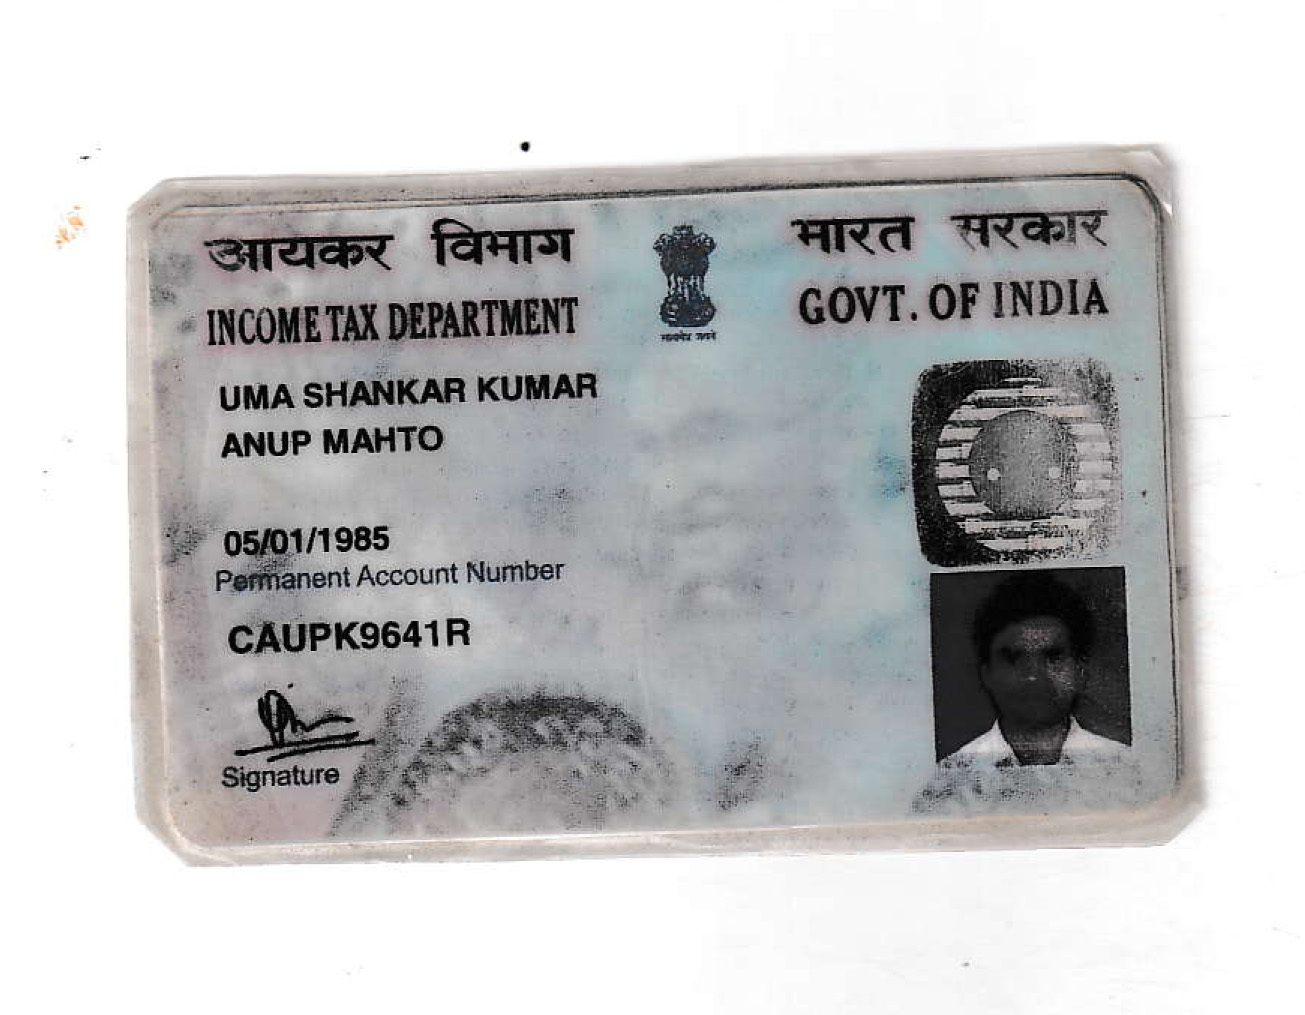 आयकर विभाग
भारत सरकार
INCOME TAX DEPARTMENT
GOVT. OF INDIA
सत्यमेव जयते
UMA SHANKAR KUMAR
ANUP MAHTO
05/01/1985
Permanent Account Number
CAUPK9641R
Signature